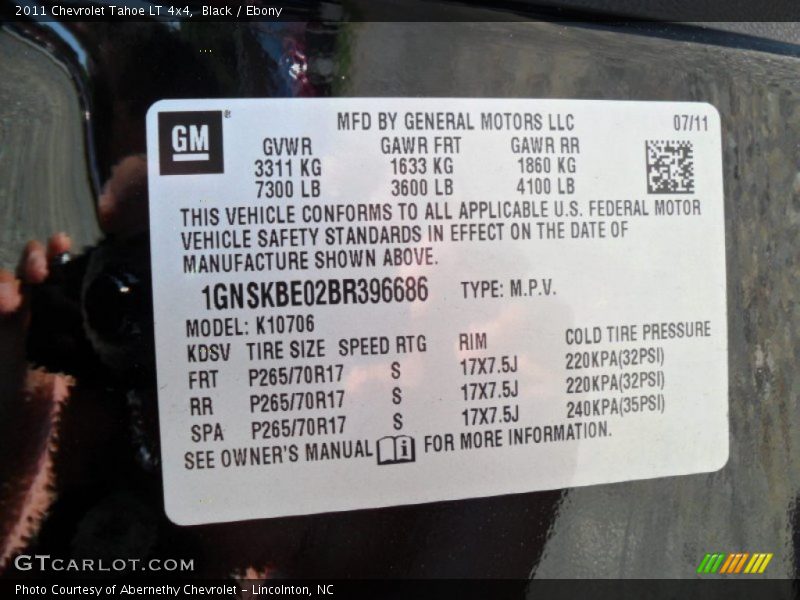 2011 Chevrolet Tahoe LT 4x4, Black / Ebony
GM ® MFD BY GENERAL MOTORS LLC 07/11
GVWR GAWR FRT GAWR RR
3311 KG 1633 KG 1860 KG
7300 LB 3600 LB 4100 LB
THIS VEHICLE CONFORMS TO ALL APPLICABLE U.S. FEDERAL MOTOR
VEHICLE SAFETY STANDARDS IN EFFECT ON THE DATE OF
MANUFACTURE SHOWN ABOVE.
1GNSKBE02BR396686 TYPE: M.P.V.
MODEL: K10706
KDSV TIRE SIZE SPEED RTG RIM COLD TIRE PRESSURE
FRT P265/70R17 S 17X7.5J 220KPA(32PSI)
RR P265/70R17 S 17X7.5J 220KPA(32PSI)
SPA P265/70R17 S 17X7.5J 240KPA(35PSI)
SEE OWNER'S MANUAL i FOR MORE INFORMATION.
GTCARLOT.COM
Photo Courtesy of Abernethy Chevrolet - Lincolnton, NC